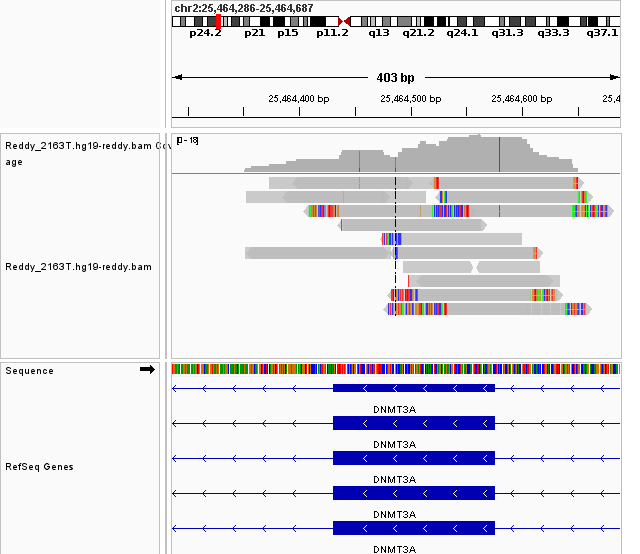 chr2:25,464,286-25,464,687
p24.2 p21 p15 p11.2 q13 q21.2 q24.1 q31.3 q33.3 q37.1
403 bp
25,464,400 bp 25,464,500 bp 25,464,600 bp 25,4
Reddy_2163T.hg19-reddy.bam Cov
age
[0 - 18]
Reddy_2163T.hg19-reddy.bam
Sequence
DNMT3A
DNMT3A
RefSeq Genes
DNMT3A
DNMT3A
DNMT3A